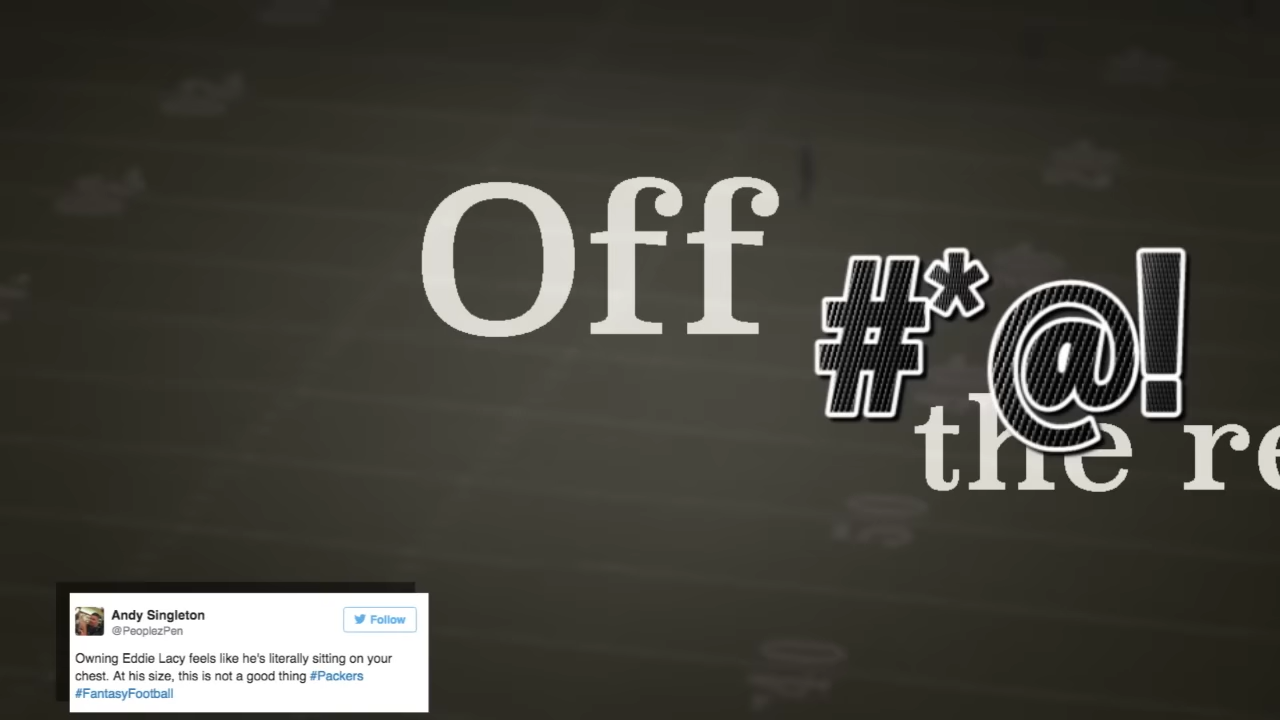 Off
#*@!
the re
Andy Singleton
@PeoplezPen
Follow
Owning Eddie Lacy feels like he's literally sitting on your
chest. At his size, this is not a good thing #Packers
#FantasyFootball